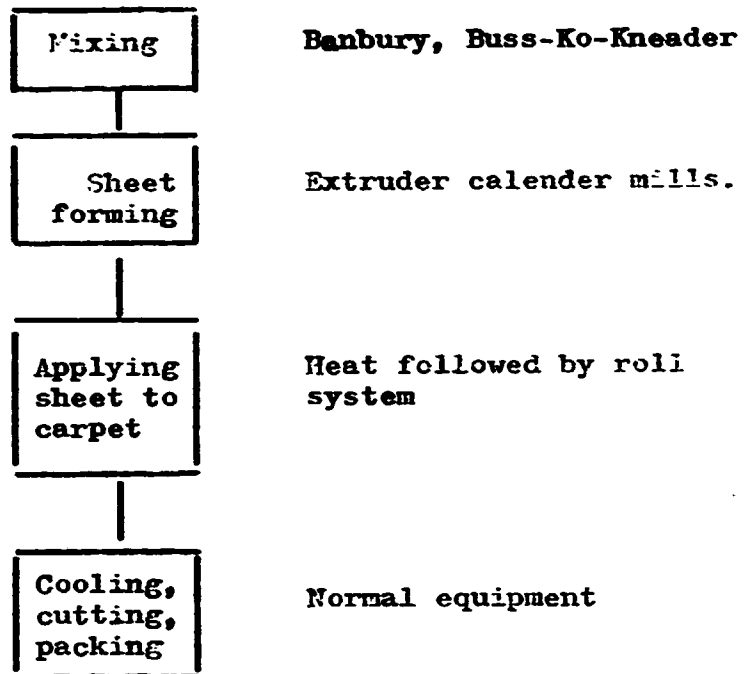 Mixing
Banbury, Buss-Ko-Kneader
Sheet
forming
Extruder calender mills.
Applying
sheet to
carpet
Heat followed by roll
system
Cooling,
cutting,
packing
Normal equipment